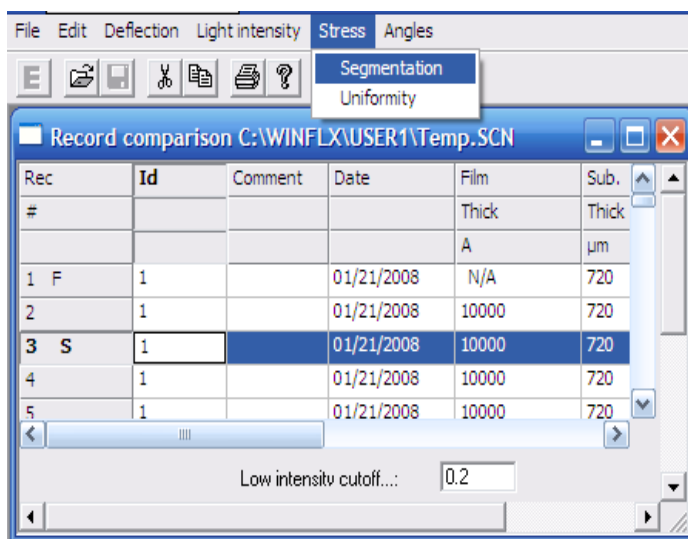 File Edit Deflection Light intensity Stress Angles
Segmentation
Uniformity
E
Record comparison C:\WINFLX\USER1\Temp.SCN
Rec Id Comment Date Film Sub.
# Thick Thick
A µm
1 F 1 01/21/2008 N/A 720
2 1 01/21/2008 10000 720
3 S 1 01/21/2008 10000 720
4 1 01/21/2008 10000 720
5 1 01/21/2008 10000 720
Low intensity cutoff...: 0.2